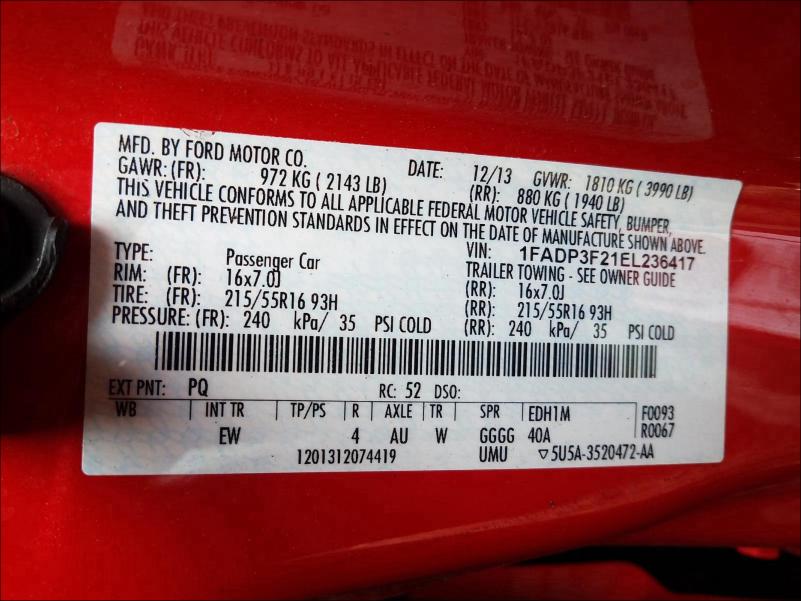 MFD. BY FORD MOTOR CO. DATE: 12/13 GVWR: 1810 KG ( 3990 LB)
GAWR: (FR): 972 KG ( 2143 LB) (RR): 880 KG ( 1940 LB)
THIS VEHICLE CONFORMS TO ALL APPLICABLE FEDERAL MOTOR VEHICLE SAFETY, BUMPER,
AND THEFT PREVENTION STANDARDS IN EFFECT ON THE DATE OF MANUFACTURE SHOWN ABOVE.
VIN: 1FADP3F21EL236417
TYPE: Passenger Car TRAILER TOWING - SEE OWNER GUIDE
RIM: (FR): 16x7.0J (RR): 16x7.0J
TIRE: (FR): 215/55R16 93H (RR): 215/55R16 93H
PRESSURE: (FR): 240 kPa/ 35 PSI COLD (RR): 240 kPa/ 35 PSI COLD
EXT PNT: PQ RC: 52 DSO:
WB INT TR TP/PS R AXLE TR SPR EDH1M F0093
EW 4 AU W GGGG 40A R0067
1201312074419 UMU ▽5U5A-3520472-AA